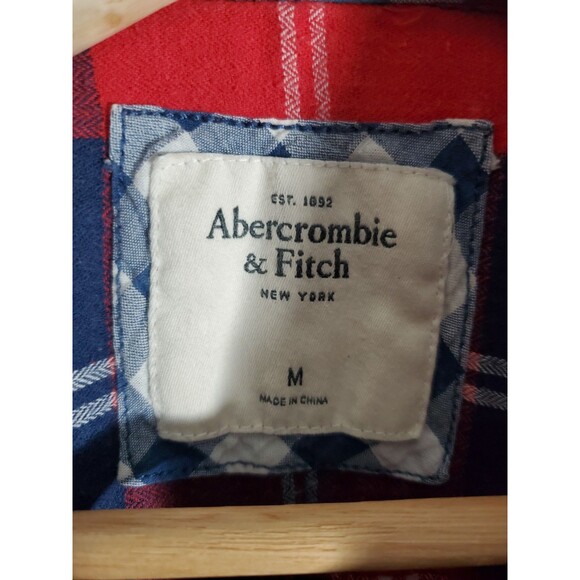 EST. 1892
Abercrombie
& Fitch
NEW YORK
M
MADE IN CHINA